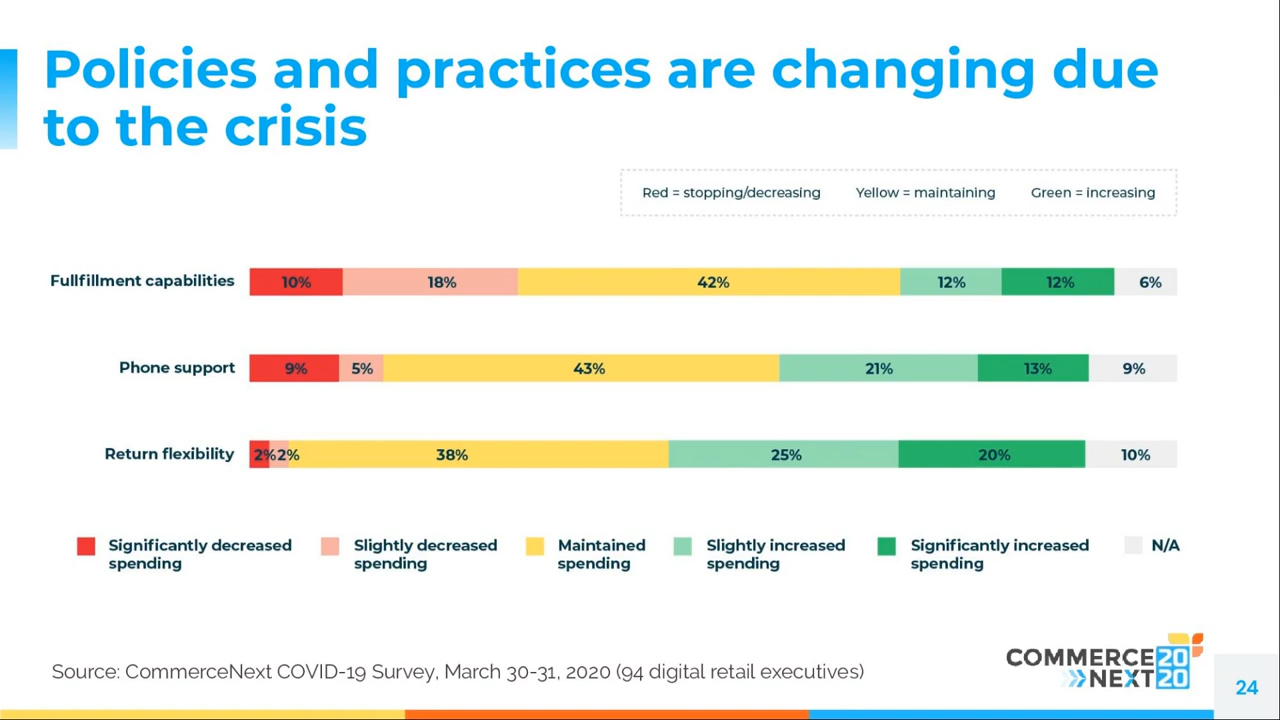 Policies and practices are changing due
to the crisis
Red = stopping/decreasing Yellow = maintaining Green = increasing
Fullfillment capabilities 10% 18% 42% 12% 12% 6%
Phone support 9% 5% 43% 21% 13% 9%
Return flexibility 2% 2% 38% 25% 20% 10%
Significantly decreased
spending
Slightly decreased
spending
Maintained
spending
Slightly increased
spending
Significantly increased
spending
N/A
Source: CommerceNext COVID-19 Survey, March 30-31, 2020 (94 digital retail executives)
COMMERCE 20
NEXT 20
24